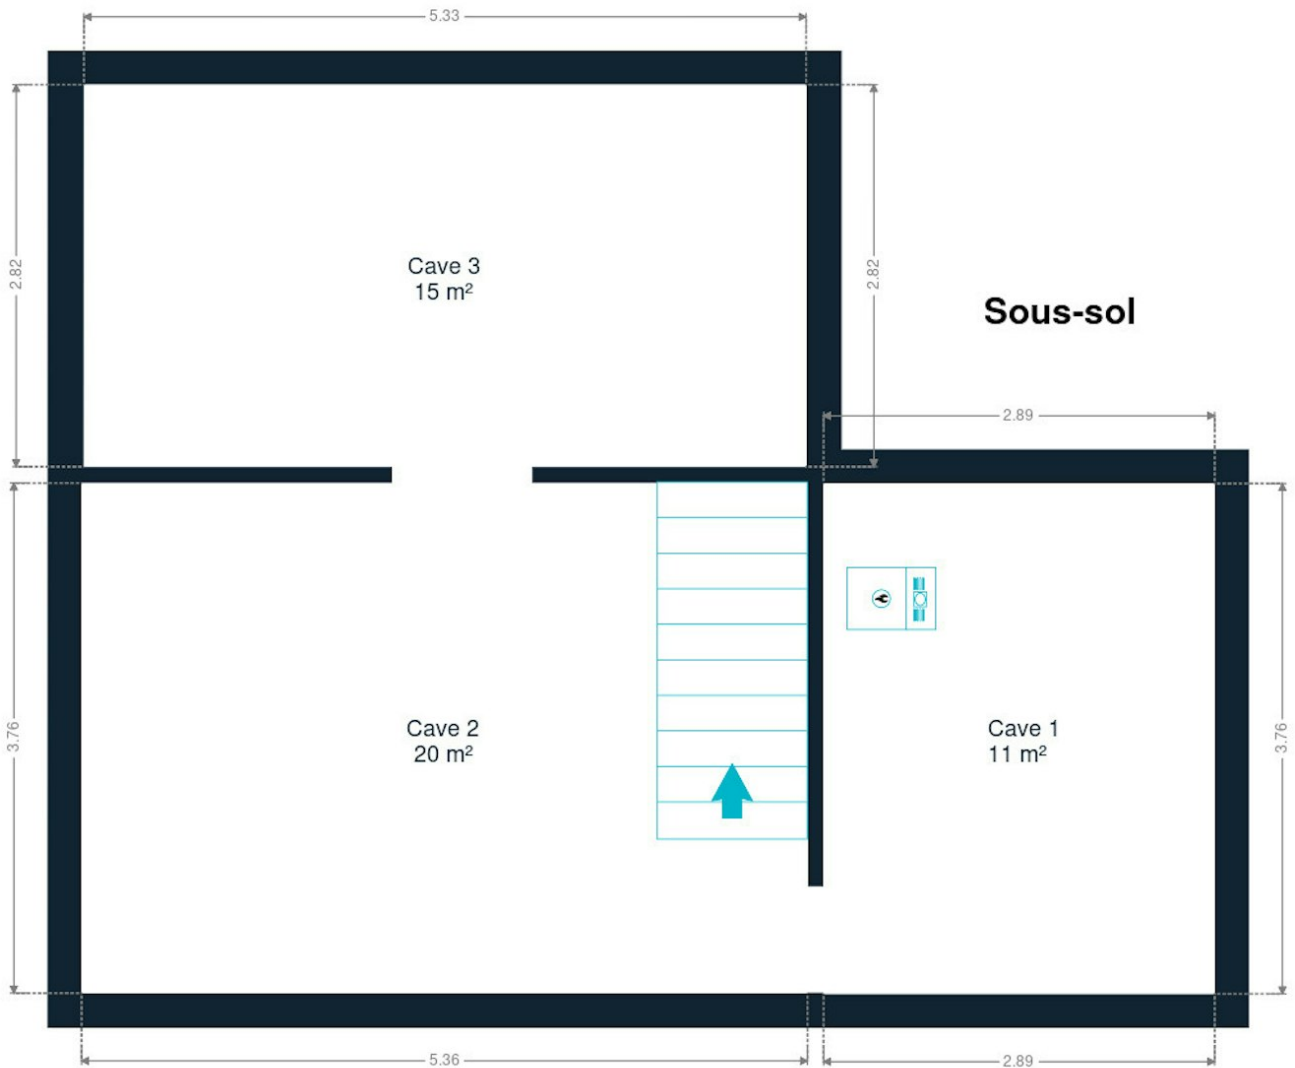 5.33
Cave 3
15 m²
2.82
2.82
Sous-sol
2.89
Cave 2
20 m²
Cave 1
11 m²
3.76
3.76
5.36
2.89